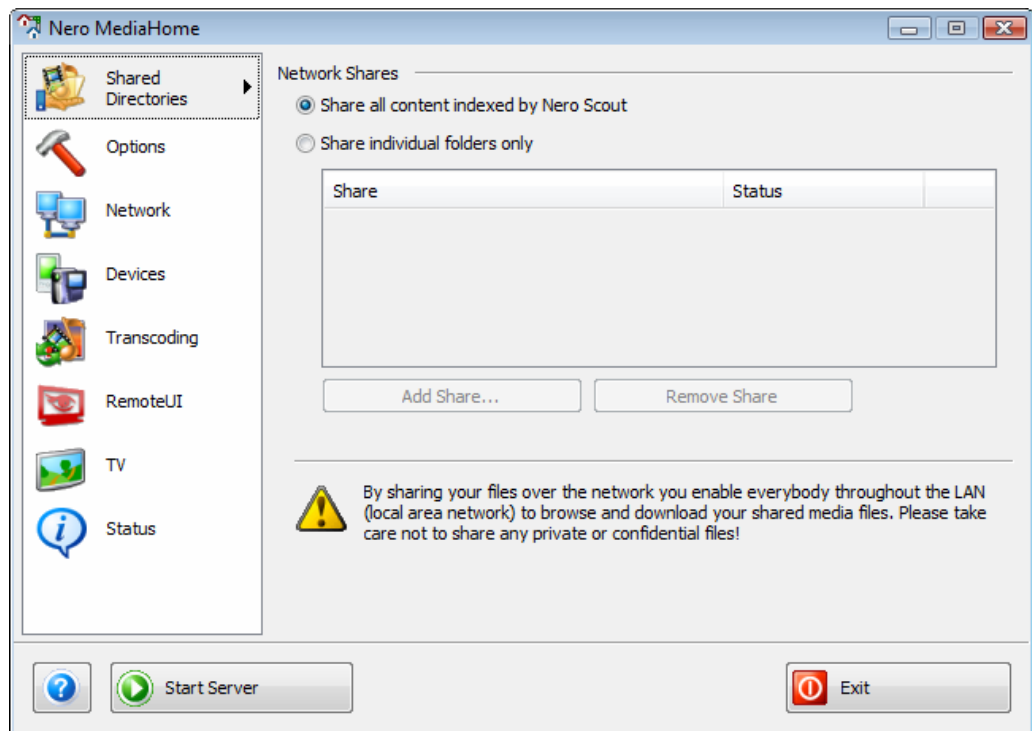 Nero MediaHome
Shared
Directories
Options
Network
Devices
Transcoding
RemoteUI
TV
Status
Network Shares
Share all content indexed by Nero Scout
Share individual folders only
Share Status
Add Share... Remove Share
By sharing your files over the network you enable everybody throughout the LAN
(local area network) to browse and download your shared media files. Please take
care not to share any private or confidential files!
Start Server
Exit